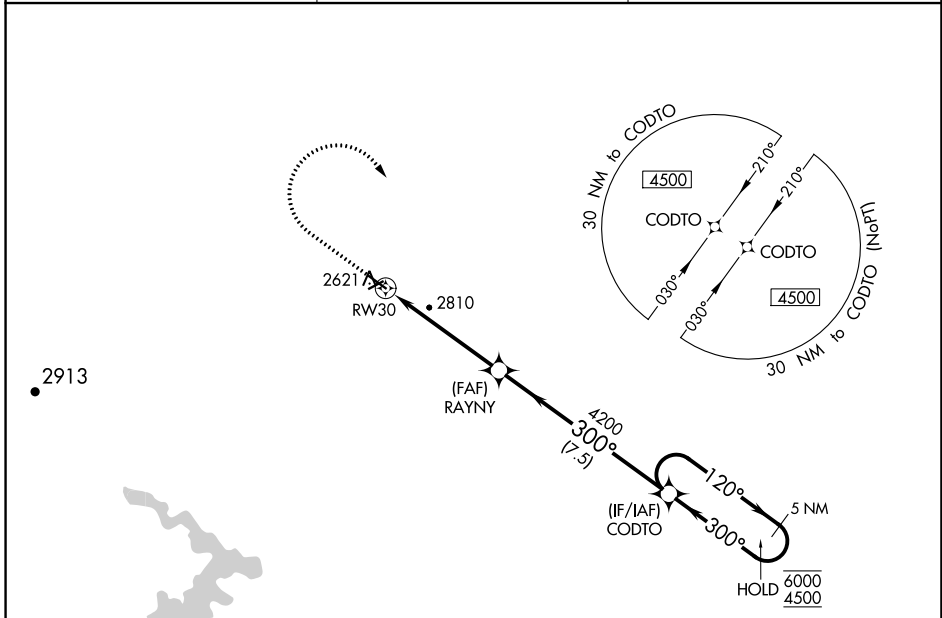 30 NM to CODTO
4500
210°
210°
CODTO
CODTO
030°
030°
4500
30 NM to CODTO (NoPT)
2621
RW30
2810
2913
(FAF)
RAYNY
4200
300°
(7.5)
(IF/IAF)
CODTO
120°
300°
5 NM
HOLD 6000
4500